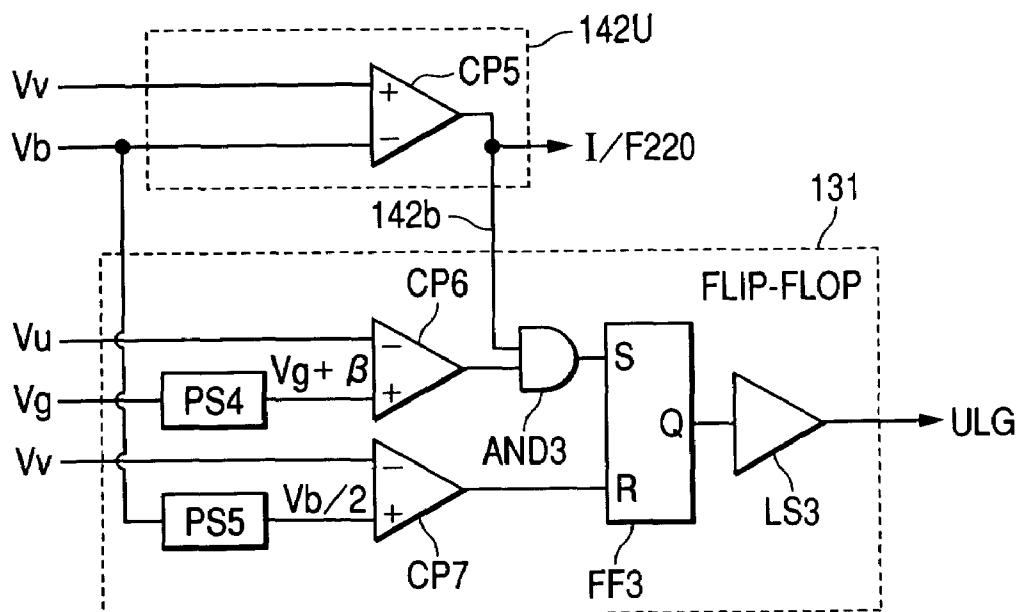 142U
Vv
CP5
+
Vb
−
I/F220
142b
131
CP6
FLIP-FLOP
Vu
−
Vg
PS4
Vg+β
+
S
AND3
Q
ULG
Vv
−
PS5
Vb/2
+
R
LS3
CP7
FF3